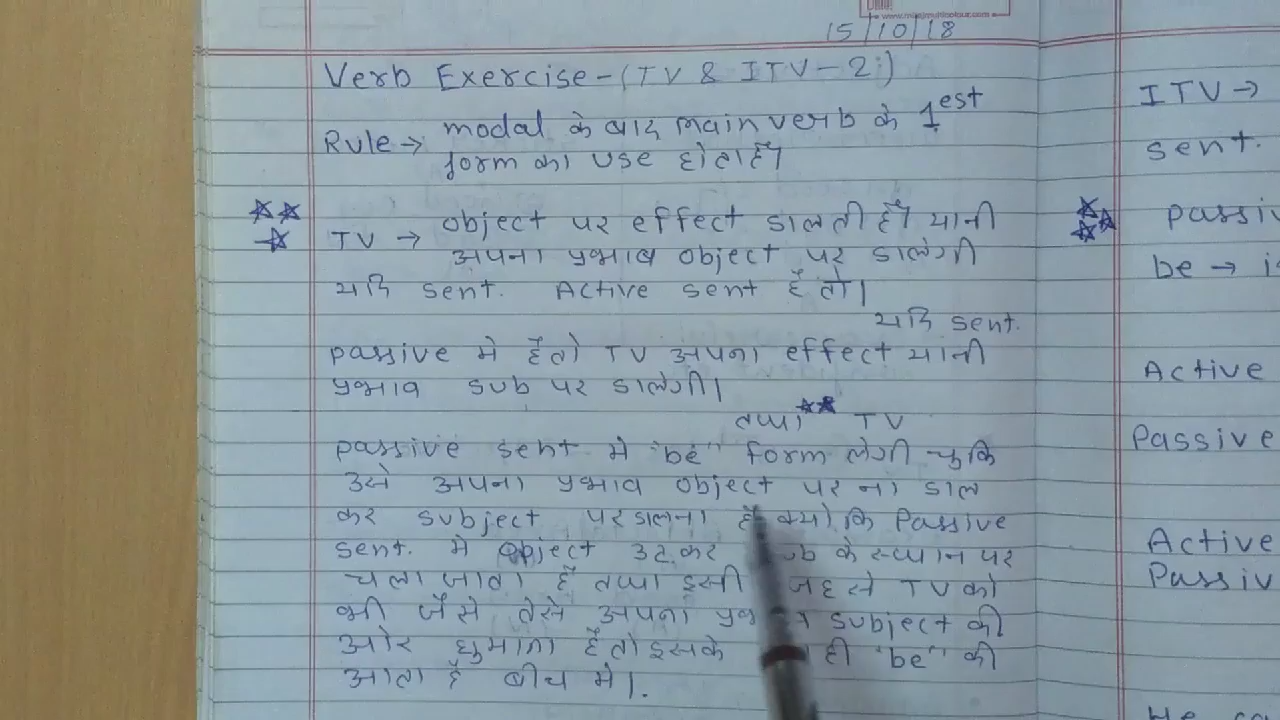 15/10/18
Verb Exercise-(TV & ITV-2:)
Rule → modal के बाद main verb के 1est
form का use होता है।
TV → object पर effect डालती है। यानी
अपना प्रभाव object पर डालेगी
यदि sent. Active sent है तो।
यदि sent.
passive मे है तो TV अपना effect यानी
प्रभाव sub पर डालेगी।
तथा TV
passive sent मे "be" form लेगी चुकि
उसे अपना प्रभाव object पर ना डाल
कर subject पर डालना है क्यो कि Passive
sent. मे object उठ कर के स्थान पर
चला जाता है तथा इसी TV को
भी जैसे तैसे अपना subject की
ओर घुमाना है तो इसके ही "be" की
आता है बीच मे।.
ITV →
sent.
be →
Active
Passive
Active